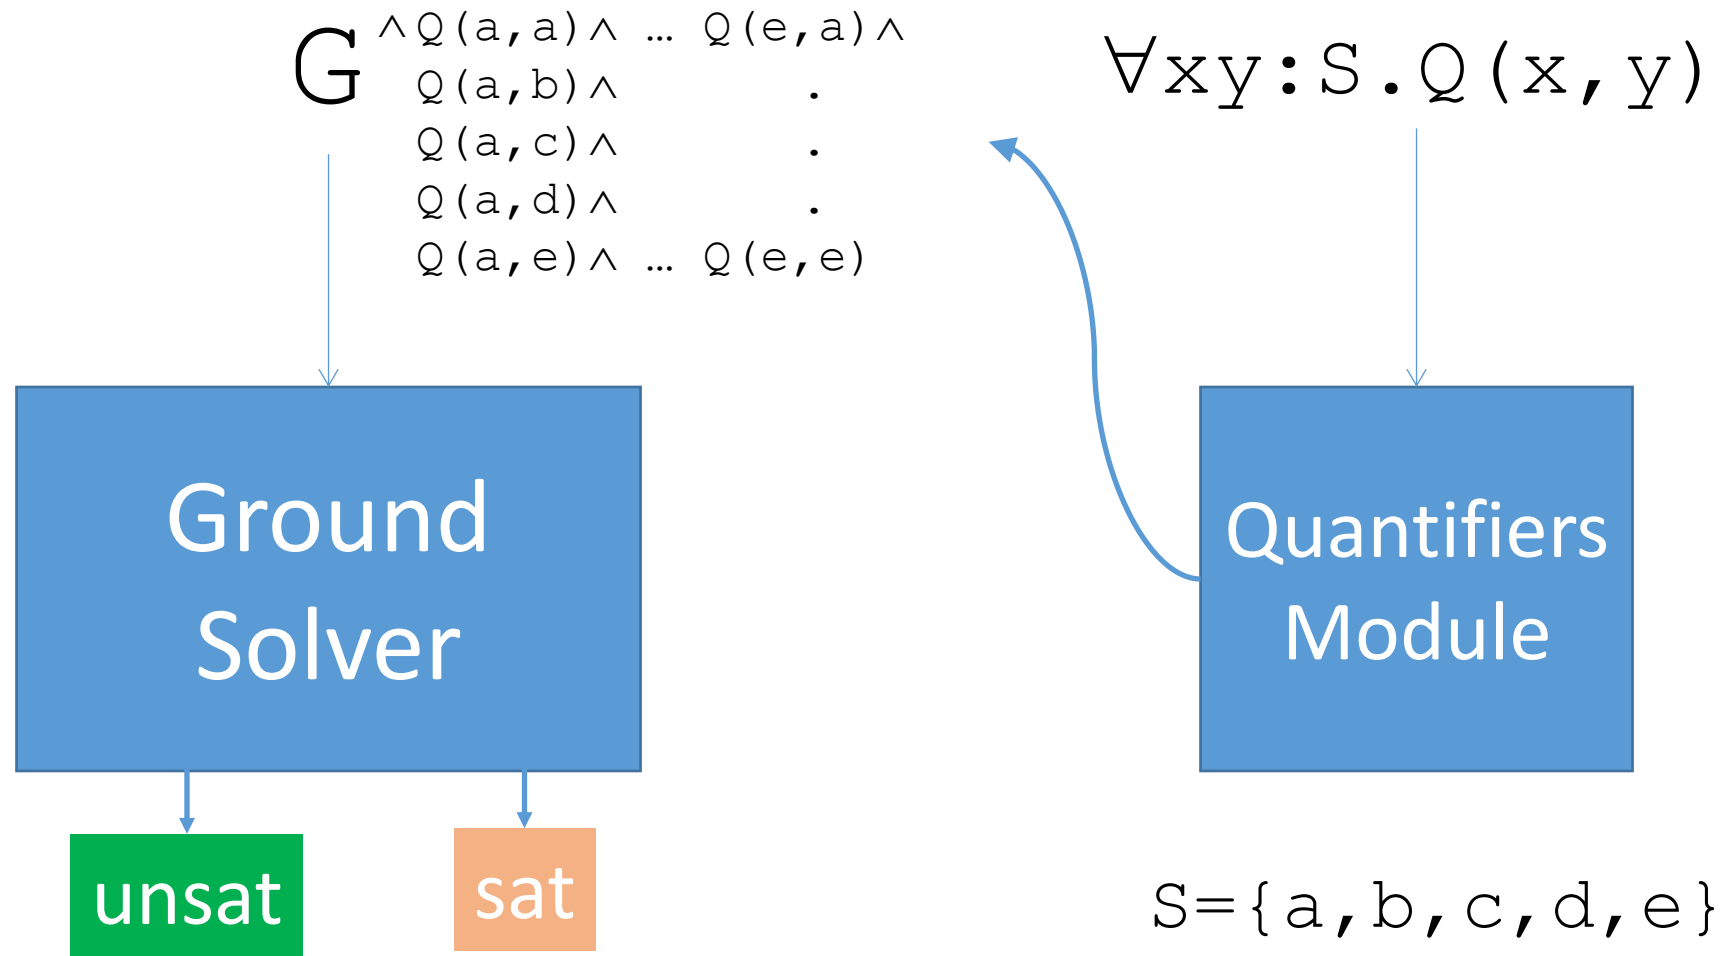 G ∧Q(a,a)∧ … Q(e,a)∧
Q(a,b)∧ .
Q(a,c)∧ .
Q(a,d)∧ .
Q(a,e)∧ … Q(e,e)
∀xy:S.Q(x,y)
Ground
Solver
Quantifiers
Module
unsat
sat
S={a,b,c,d,e}